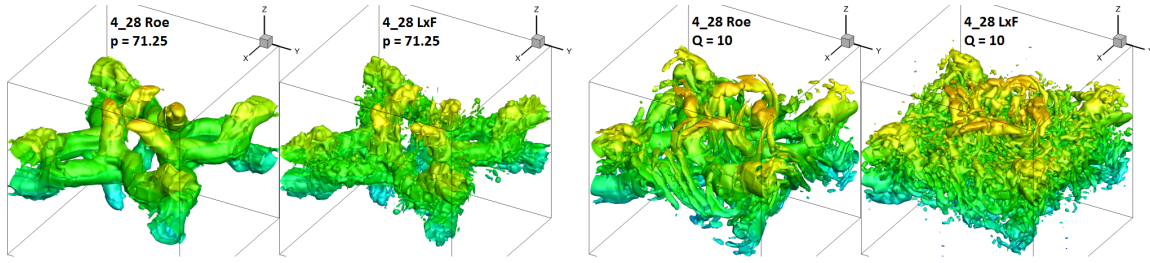 4_28 Roe
p = 71.25
Z
X
Y
4_28 LxF
p = 71.25
Z
X
Y
4_28 Roe
Q = 10
Z
X
Y
4_28 LxF
Q = 10
Z
X
Y